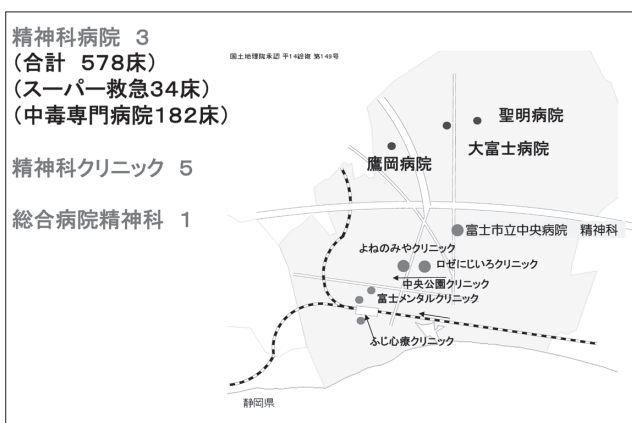 精神科病院 3
(合計 578床)
(スーパー救急34床)
(中毒専門病院182床)
精神科クリニック 5
総合病院精神科 1
国土地理院承認 平14総複 第149号
聖明病院
大富士病院
鷹岡病院
富士市立中央病院 精神科
よねのみやクリニック
ロゼにじいろクリニック
中央公園クリニック
富士メンタルクリニック
ふじ心療クリニック
静岡県